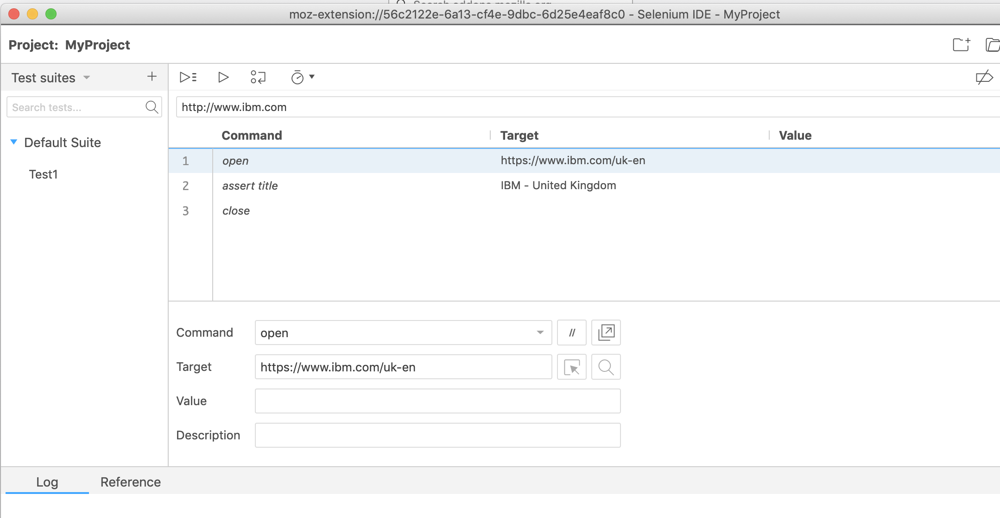 moz-extension://56c2122e-6a13-cf4e-9dbc-6d25e4eaf8c0 - Selenium IDE - MyProject
Project: MyProject
Test suites
Search tests...
http://www.ibm.com
Command Target Value
Default Suite
1 open https://www.ibm.com/uk-en
Test1
2 assert title IBM - United Kingdom
3 close
Command open //
Target https://www.ibm.com/uk-en
Value
Description
Log Reference